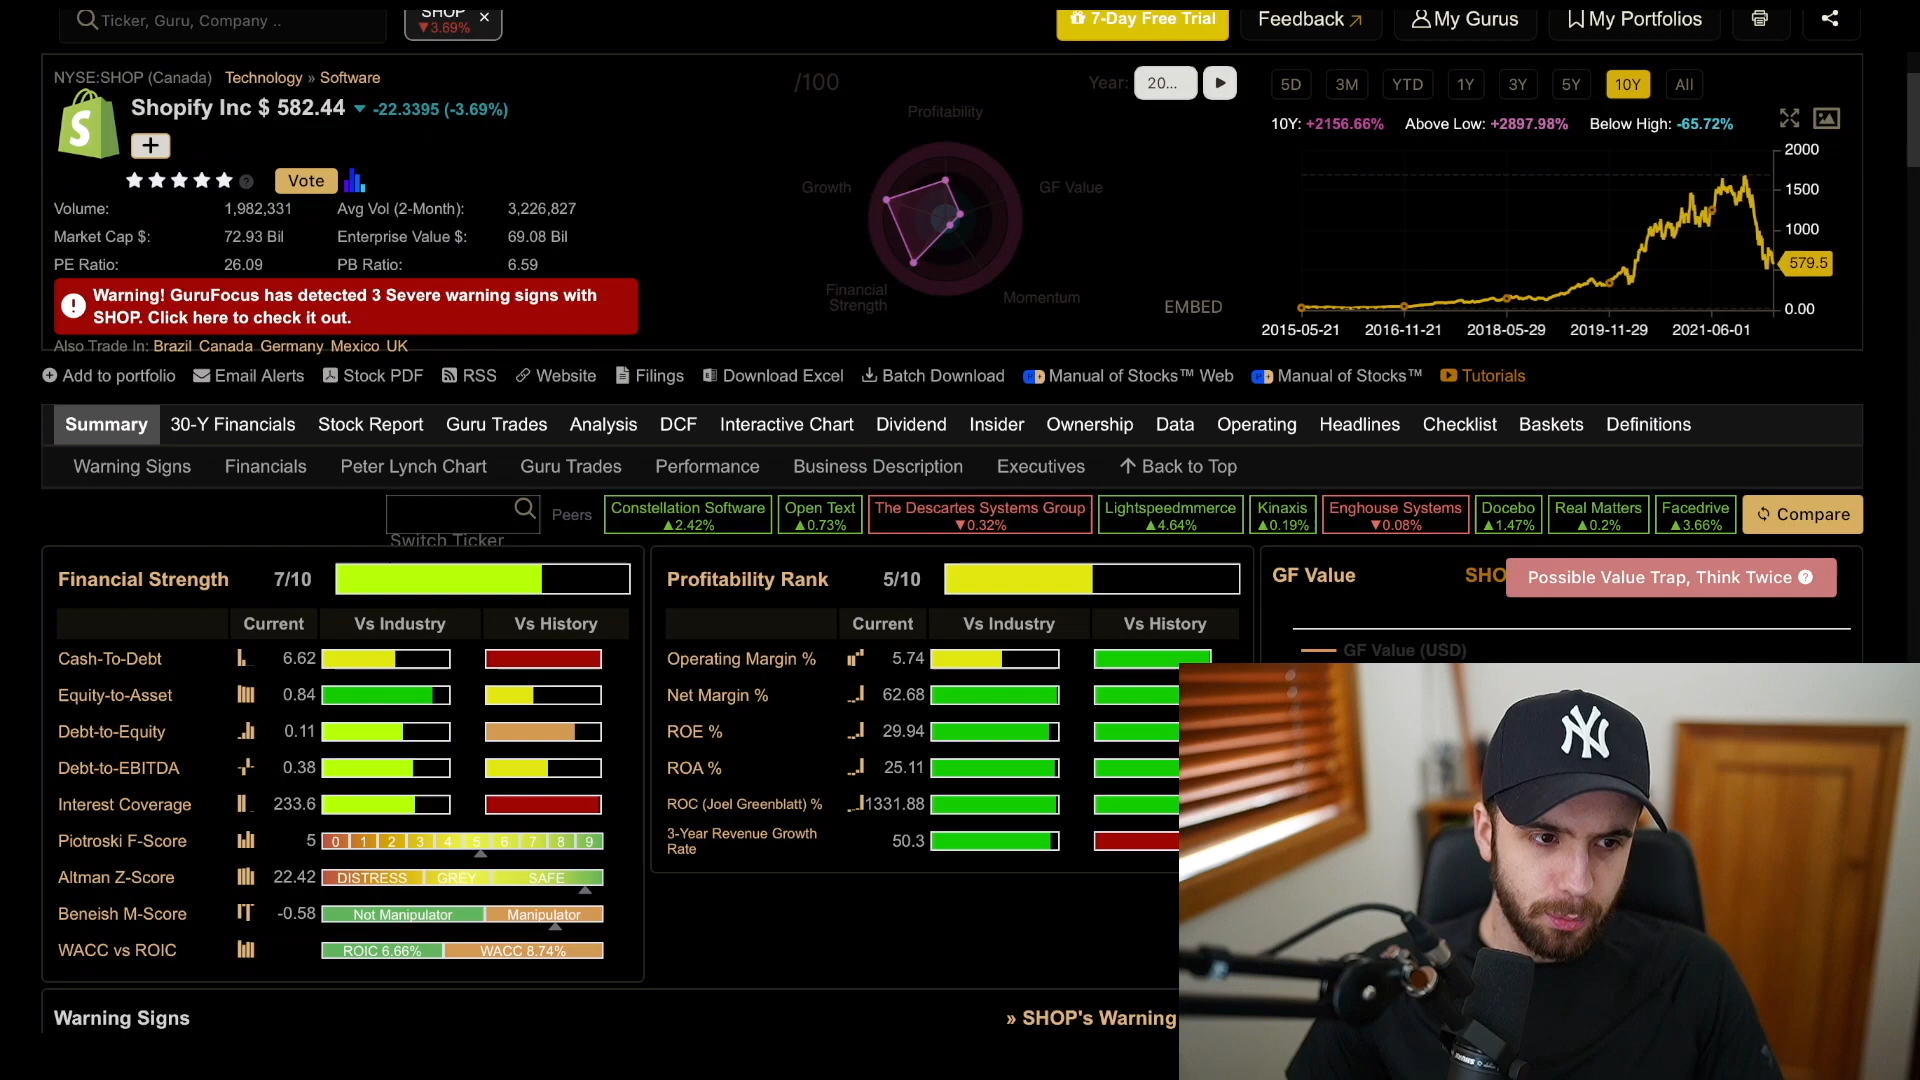 Ticker, Guru, Company ..
SHOP ✕
▼3.69%
7-Day Free Trial
Feedback
My Gurus
My Portfolios
NYSE:SHOP (Canada) Technology » Software
Shopify Inc $ 582.44 ▼ -22.3395 (-3.69%)
+
Vote
Volume: 1,982,331 Avg Vol (2-Month): 3,226,827
Market Cap $: 72.93 Bil Enterprise Value $: 69.08 Bil
PE Ratio: 26.09 PB Ratio: 6.59
Warning! GuruFocus has detected 3 Severe warning signs with
SHOP. Click here to check it out.
Also Trade In: Brazil Canada Germany Mexico UK
/100
Year: 20...
Profitability
Growth
GF Value
Financial
Strength
Momentum
EMBED
5D 3M YTD 1Y 3Y 5Y 10Y All
10Y: +2156.66% Above Low: +2897.98% Below High: -65.72%
2000
1500
1000
579.5
0.00
2015-05-21 2016-11-21 2018-05-29 2019-11-29 2021-06-01
Add to portfolio Email Alerts Stock PDF RSS Website Filings Download Excel Batch Download Manual of Stocks™ Web Manual of Stocks™ Tutorials
Summary 30-Y Financials Stock Report Guru Trades Analysis DCF Interactive Chart Dividend Insider Ownership Data Operating Headlines Checklist Baskets Definitions
Warning Signs Financials Peter Lynch Chart Guru Trades Performance Business Description Executives ↑ Back to Top
Switch Ticker
Peers
Constellation Software
▲2.42%
Open Text
▲0.73%
The Descartes Systems Group
▼0.32%
Lightspeedmmerce
▲4.64%
Kinaxis
▲0.19%
Enghouse Systems
▼0.08%
Docebo
▲1.47%
Real Matters
▲0.2%
Facedrive
▲3.66%
Compare
Financial Strength 7/10
Current Vs Industry Vs History
Cash-To-Debt 6.62
Equity-to-Asset 0.84
Debt-to-Equity 0.11
Debt-to-EBITDA 0.38
Interest Coverage 233.6
Piotroski F-Score 5 0 1 2 3 4 5 6 7 8 9
Altman Z-Score 22.42 DISTRESS GREY SAFE
Beneish M-Score -0.58 Not Manipulator Manipulator
WACC vs ROIC ROIC 6.66% WACC 8.74%
Profitability Rank 5/10
Current Vs Industry Vs History
Operating Margin % 5.74
Net Margin % 62.68
ROE % 29.94
ROA % 25.11
ROC (Joel Greenblatt) % 1331.88
3-Year Revenue Growth
Rate 50.3
GF Value SHO
Possible Value Trap, Think Twice
GF Value (USD)
Warning Signs
» SHOP's Warning
NY